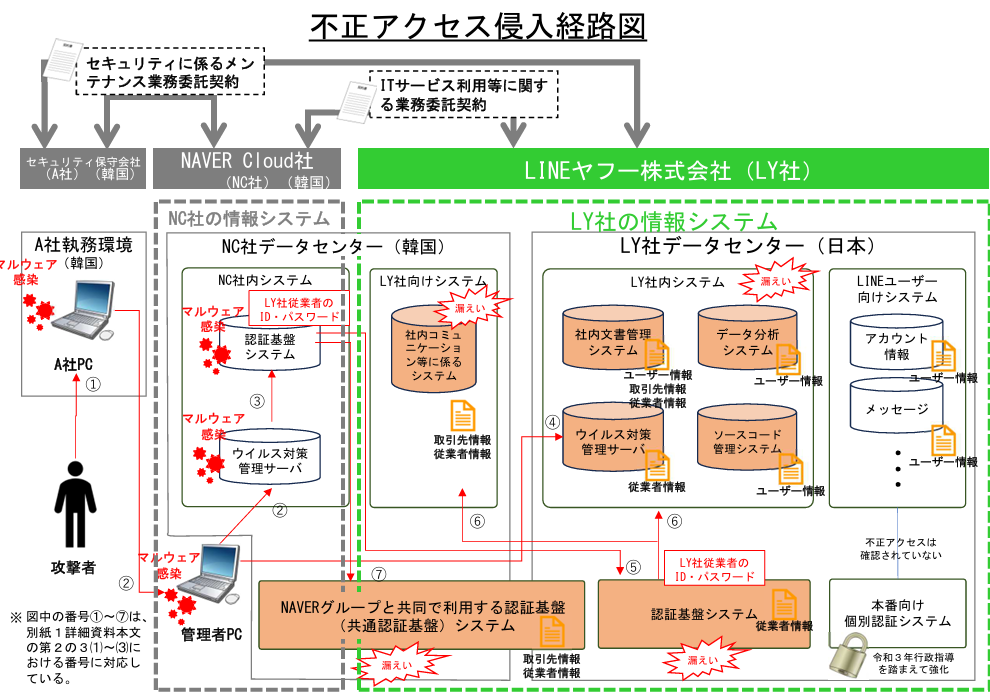 不正アクセス侵入経路図
契約書
セキュリティに係るメン
テナンス業務委託契約
契約書
ITサービス利用等に関す
る業務委託契約
セキュリティ保守会社
（A社）（韓国）
NAVER Cloud社
（NC社）（韓国）
LINEヤフー株式会社（LY社）
NC社の情報システム
LY社の情報システム
A社執務環境
（韓国）
マルウェア
感染
A社PC
①
攻撃者
②
※ 図中の番号①～⑦は、
別紙１詳細資料本文
の第２の３(1)～(3)に
おける番号に対応し
ている。
NC社データセンター（韓国）
NC社内システム
LY社従業者の
ID・パスワード
マルウェア
感染
認証基盤
システム
③
マルウェア
感染
ウイルス対策
管理サーバ
②
マルウェア
感染
管理者PC
LY社向けシステム
漏えい
社内コミュ
ニケーショ
ン等に係る
システム
取引先情報
従業者情報
⑥
LY社データセンター（日本）
LY社内システム
漏えい
社内文書管理
システム
ユーザー情報
取引先情報
従業者情報
データ分析
システム
ユーザー情報
④
ウイルス対策
管理サーバ
従業者情報
ソースコード
管理システム
ユーザー情報
⑥
LINEユーザー
向けシステム
アカウント
情報
ユーザー情報
メッセージ
ユーザー情報
不正アクセスは
確認されていない
⑦
NAVERグループと共同で利用する認証基盤
（共通認証基盤）システム
取引先情報
従業者情報
漏えい
⑤
LY社従業者の
ID・パスワード
認証基盤システム
従業者情報
漏えい
本番向け
個別認証システム
令和３年行政指導
を踏まえて強化